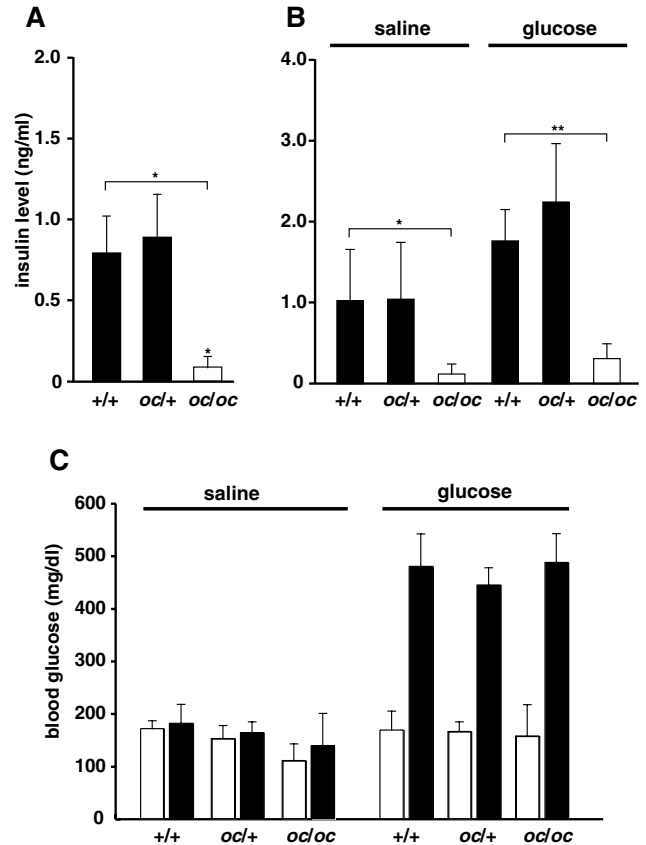 A
B
saline
glucose
insulin level (ng/ml)
2.0
1.5
1.0
0.5
0
*
*
+/+
oc/+
oc/oc
4.0
3.0
2.0
1.0
0
*
**
+/+
oc/+
oc/oc
+/+
oc/+
oc/oc
C
saline
glucose
blood glucose (mg/dl)
600
500
400
300
200
100
0
+/+
oc/+
oc/oc
+/+
oc/+
oc/oc